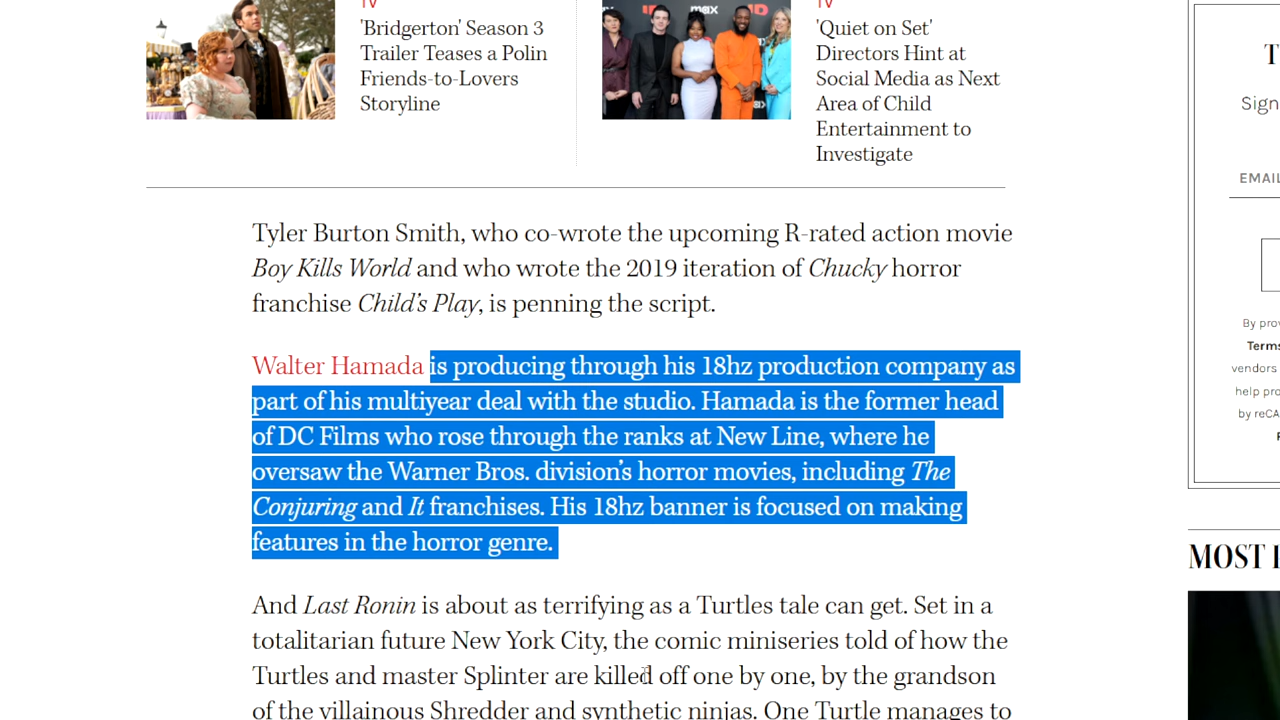 TV
'Bridgerton' Season 3
Trailer Teases a Polin
Friends-to-Lovers
Storyline
max
ID
TV
'Quiet on Set'
Directors Hint at
Social Media as Next
Area of Child
Entertainment to
Investigate
Tyler Burton Smith, who co-wrote the upcoming R-rated action movie
Boy Kills World and who wrote the 2019 iteration of Chucky horror
franchise Child’s Play, is penning the script.
Walter Hamada is producing through his 18hz production company as
part of his multiyear deal with the studio. Hamada is the former head
of DC Films who rose through the ranks at New Line, where he
oversaw the Warner Bros. division’s horror movies, including The
Conjuring and It franchises. His 18hz banner is focused on making
features in the horror genre.
And Last Ronin is about as terrifying as a Turtles tale can get. Set in a
totalitarian future New York City, the comic miniseries told of how the
Turtles and master Splinter are killed off one by one, by the grandson
of the villainous Shredder and synthetic ninjas. One Turtle manages to
T
Sign
EMAIL
By pro
Terms
vendors
help pro
by reCA
MOST